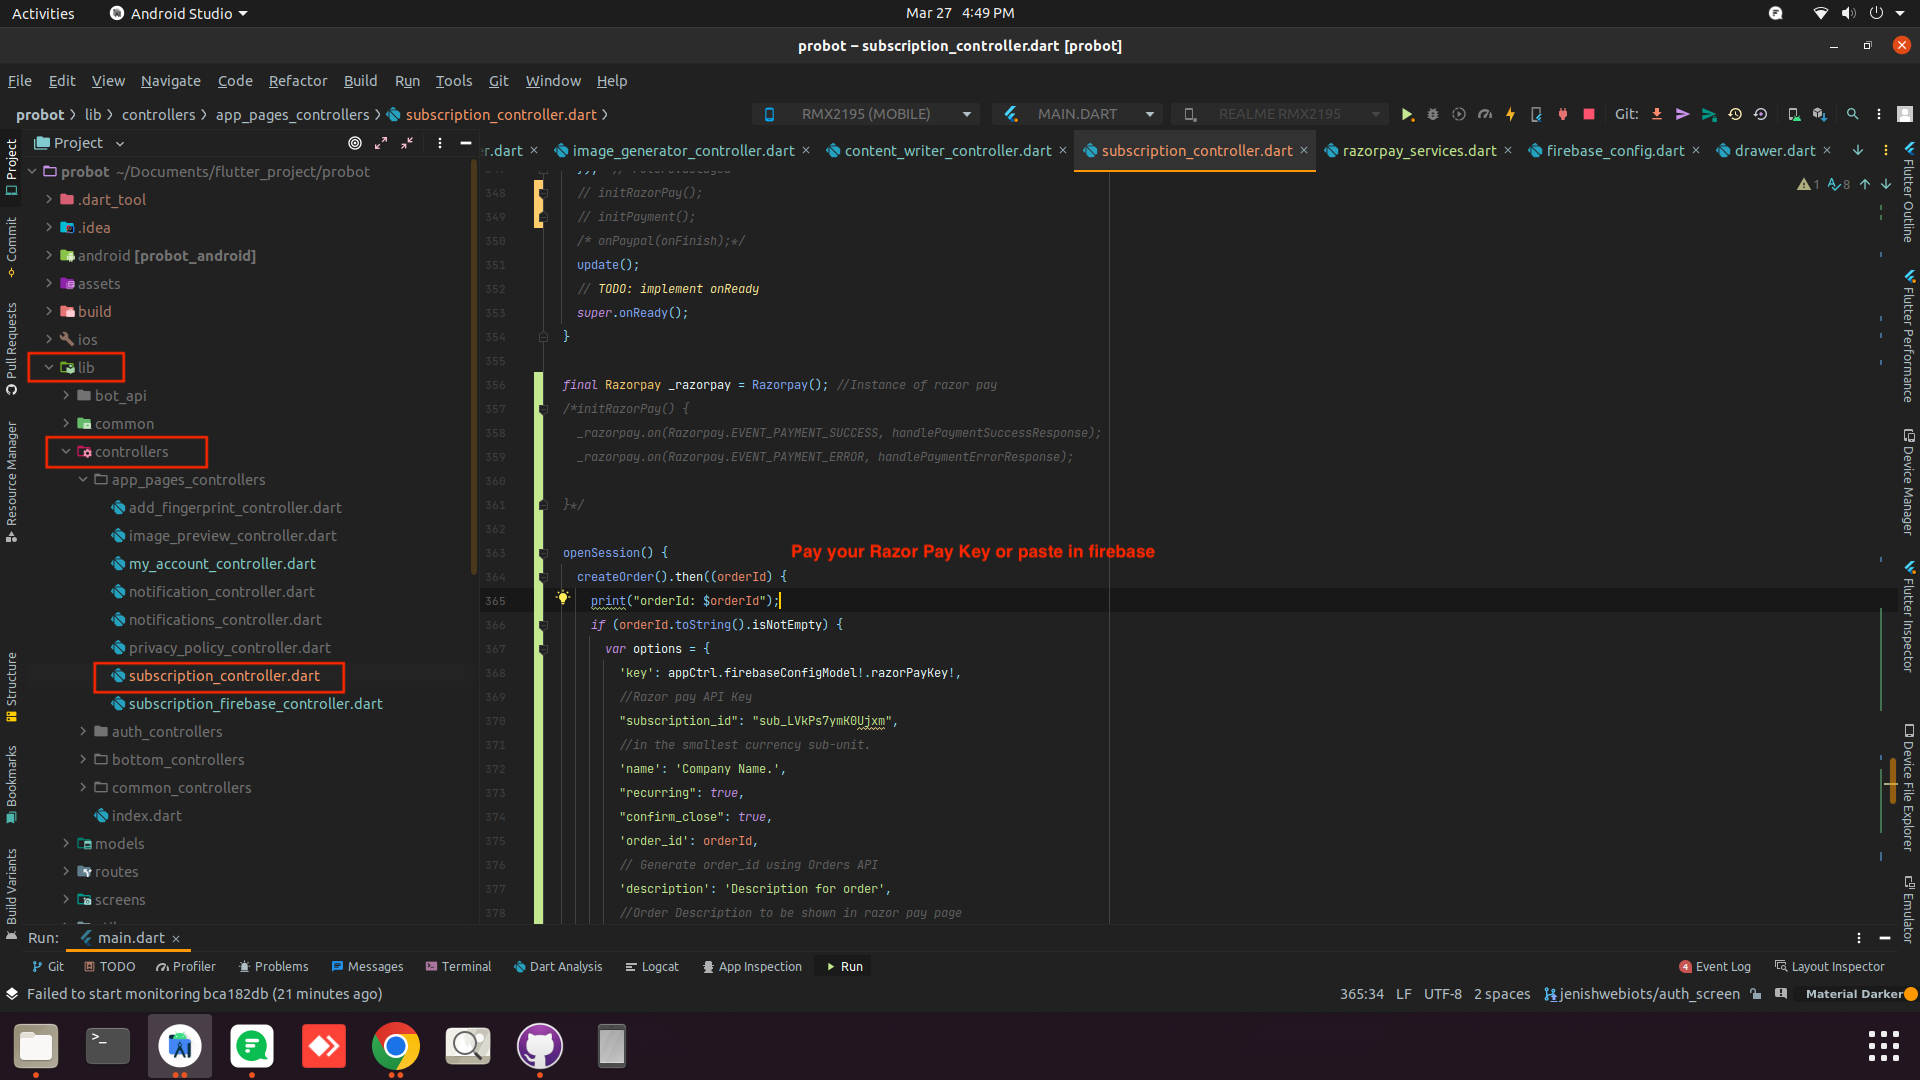 Activities
Android Studio
Mar 27 4:49 PM
probot – subscription_controller.dart [probot]
File Edit View Navigate Code Refactor Build Run Tools Git Window Help
probot lib controllers app_pages_controllers subscription_controller.dart
RMX2195 (MOBILE)
MAIN.DART
REALME RMX2195
Git:
Project
er.dart
image_generator_controller.dart
content_writer_controller.dart
subscription_controller.dart
razorpay_services.dart
firebase_config.dart
drawer.dart
probot ~/Documents/flutter_project/probot
.dart_tool
.idea
android [probot_android]
assets
build
ios
lib
bot_api
common
controllers
app_pages_controllers
add_fingerprint_controller.dart
image_preview_controller.dart
my_account_controller.dart
notification_controller.dart
notifications_controller.dart
privacy_policy_controller.dart
subscription_controller.dart
subscription_firebase_controller.dart
auth_controllers
bottom_controllers
common_controllers
index.dart
models
routes
screens
Project
Commit
Pull Requests
Resource Manager
Structure
Bookmarks
Build Variants
1 8
348 // initRazorPay();
349 // initPayment();
350 /* onPaypal(onFinish);*/
351 update();
352 // TODO: implement onReady
353 super.onReady();
354 }
355
356 final Razorpay _razorpay = Razorpay(); //Instance of razor pay
357 /*initRazorPay() {
358 _razorpay.on(Razorpay.EVENT_PAYMENT_SUCCESS, handlePaymentSuccessResponse);
359 _razorpay.on(Razorpay.EVENT_PAYMENT_ERROR, handlePaymentErrorResponse);
360
361 }*/
362
363 openSession() {
Pay your Razor Pay Key or paste in firebase
364 createOrder().then((orderId) {
365 print("orderId: $orderId");
366 if (orderId.toString().isNotEmpty) {
367 var options = {
368 'key': appCtrl.firebaseConfigModel!.razorPayKey!,
369 //Razor pay API Key
370 "subscription_id": "sub_LVkPs7ymK0Ujxm",
371 //in the smallest currency sub-unit.
372 'name': 'Company Name.',
373 "recurring": true,
374 "confirm_close": true,
375 'order_id': orderId,
376 // Generate order_id using Orders API
377 'description': 'Description for order',
378 //Order Description to be shown in razor pay page
Flutter Outline
Flutter Performance
Device Manager
Flutter Inspector
Device File Explorer
Emulator
Run: main.dart
Git TODO Profiler Problems Messages Terminal Dart Analysis Logcat App Inspection Run
4 Event Log Layout Inspector
Failed to start monitoring bca182db (21 minutes ago)
365:34 LF UTF-8 2 spaces jenishwebiots/auth_screen Material Darker